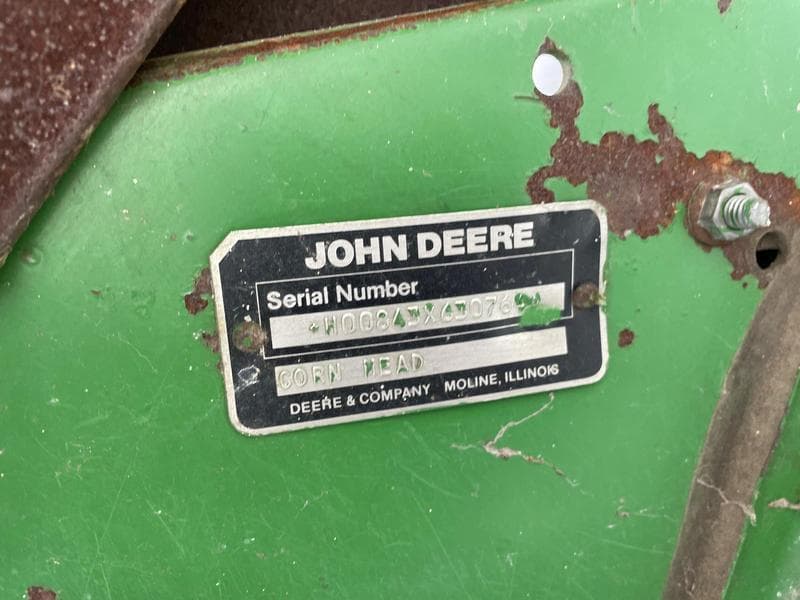 JOHN DEERE
Serial Number
CORN HEAD
DEERE & COMPANY MOLINE, ILLINOIS